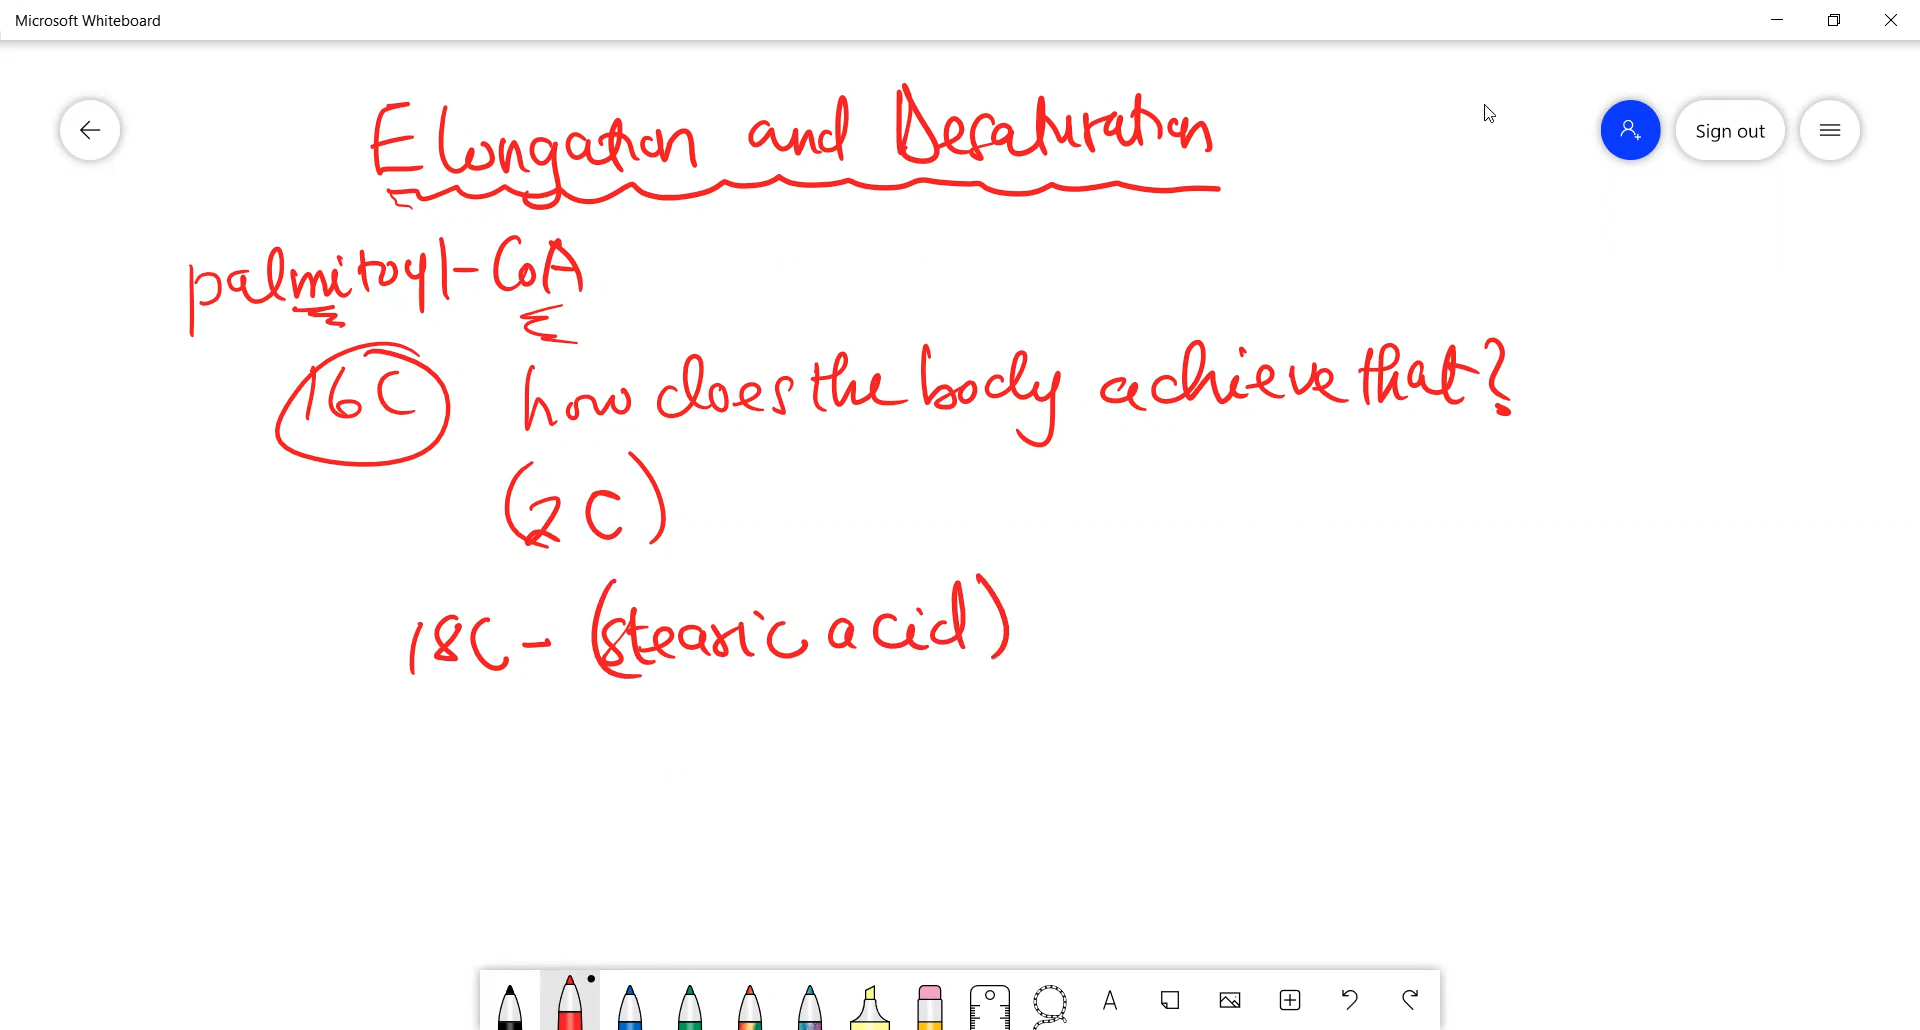 Microsoft Whiteboard
Sign out
Elongation and Desaturation
palmitoyl-CoA
16C how does the body achieve that?
(2C)
18C - (stearic acid)
A